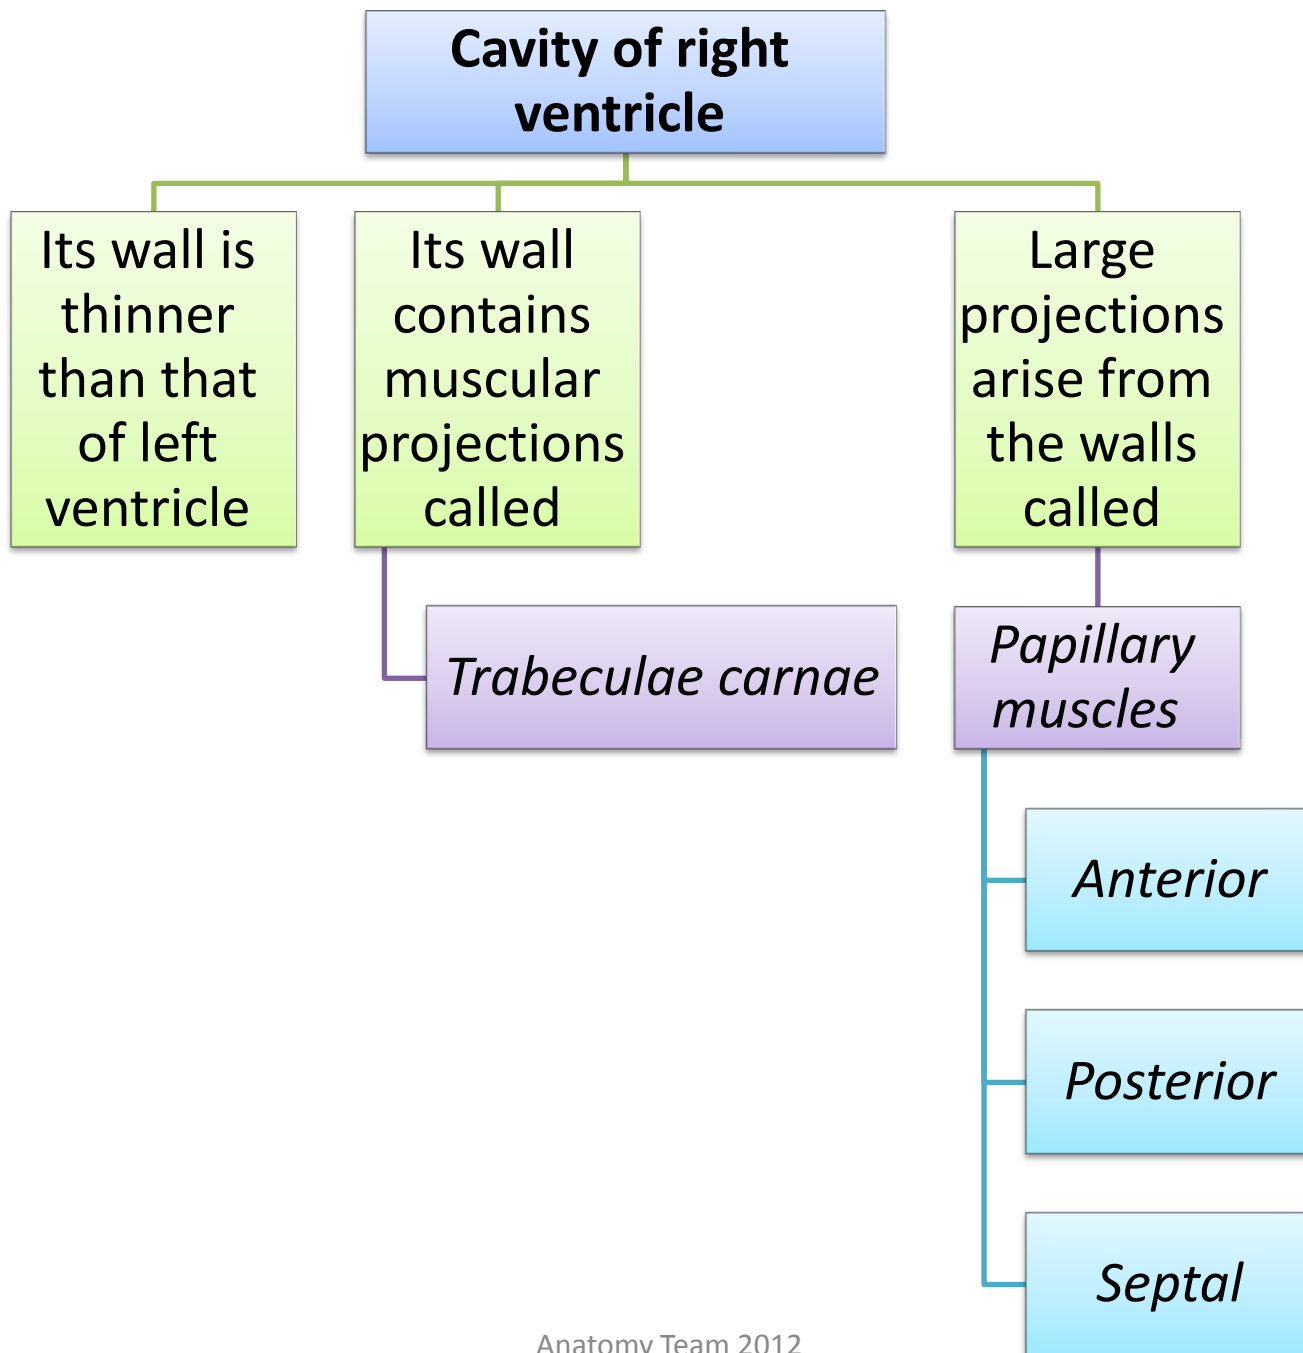 Cavity of right
ventricle
Its wall is
thinner
than that
of left
ventricle
Its wall
contains
muscular
projections
called
Large
projections
arise from
the walls
called
Trabeculae carnae
Papillary
muscles
Anterior
Posterior
Septal
Anatomy Team 2012